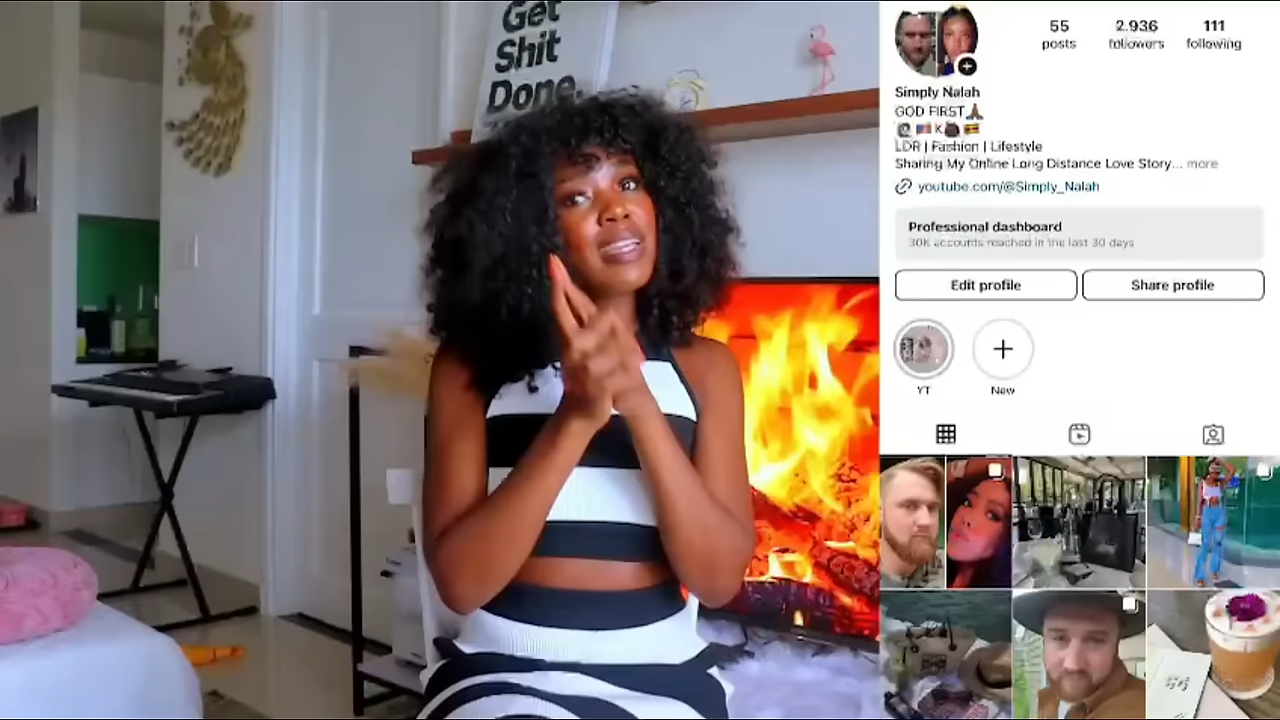 Get
Shit
Done.
55
posts
2.936
followers
111
following
Simply Nalah
GOD FIRST🙏🏾
LDR | Fashion | Lifestyle
Sharing My Online Long Distance Love Story... more
youtube.com/@Simply_Nalah
Professional dashboard
30K accounts reached in the last 30 days
Edit profile
Share profile
YT
New